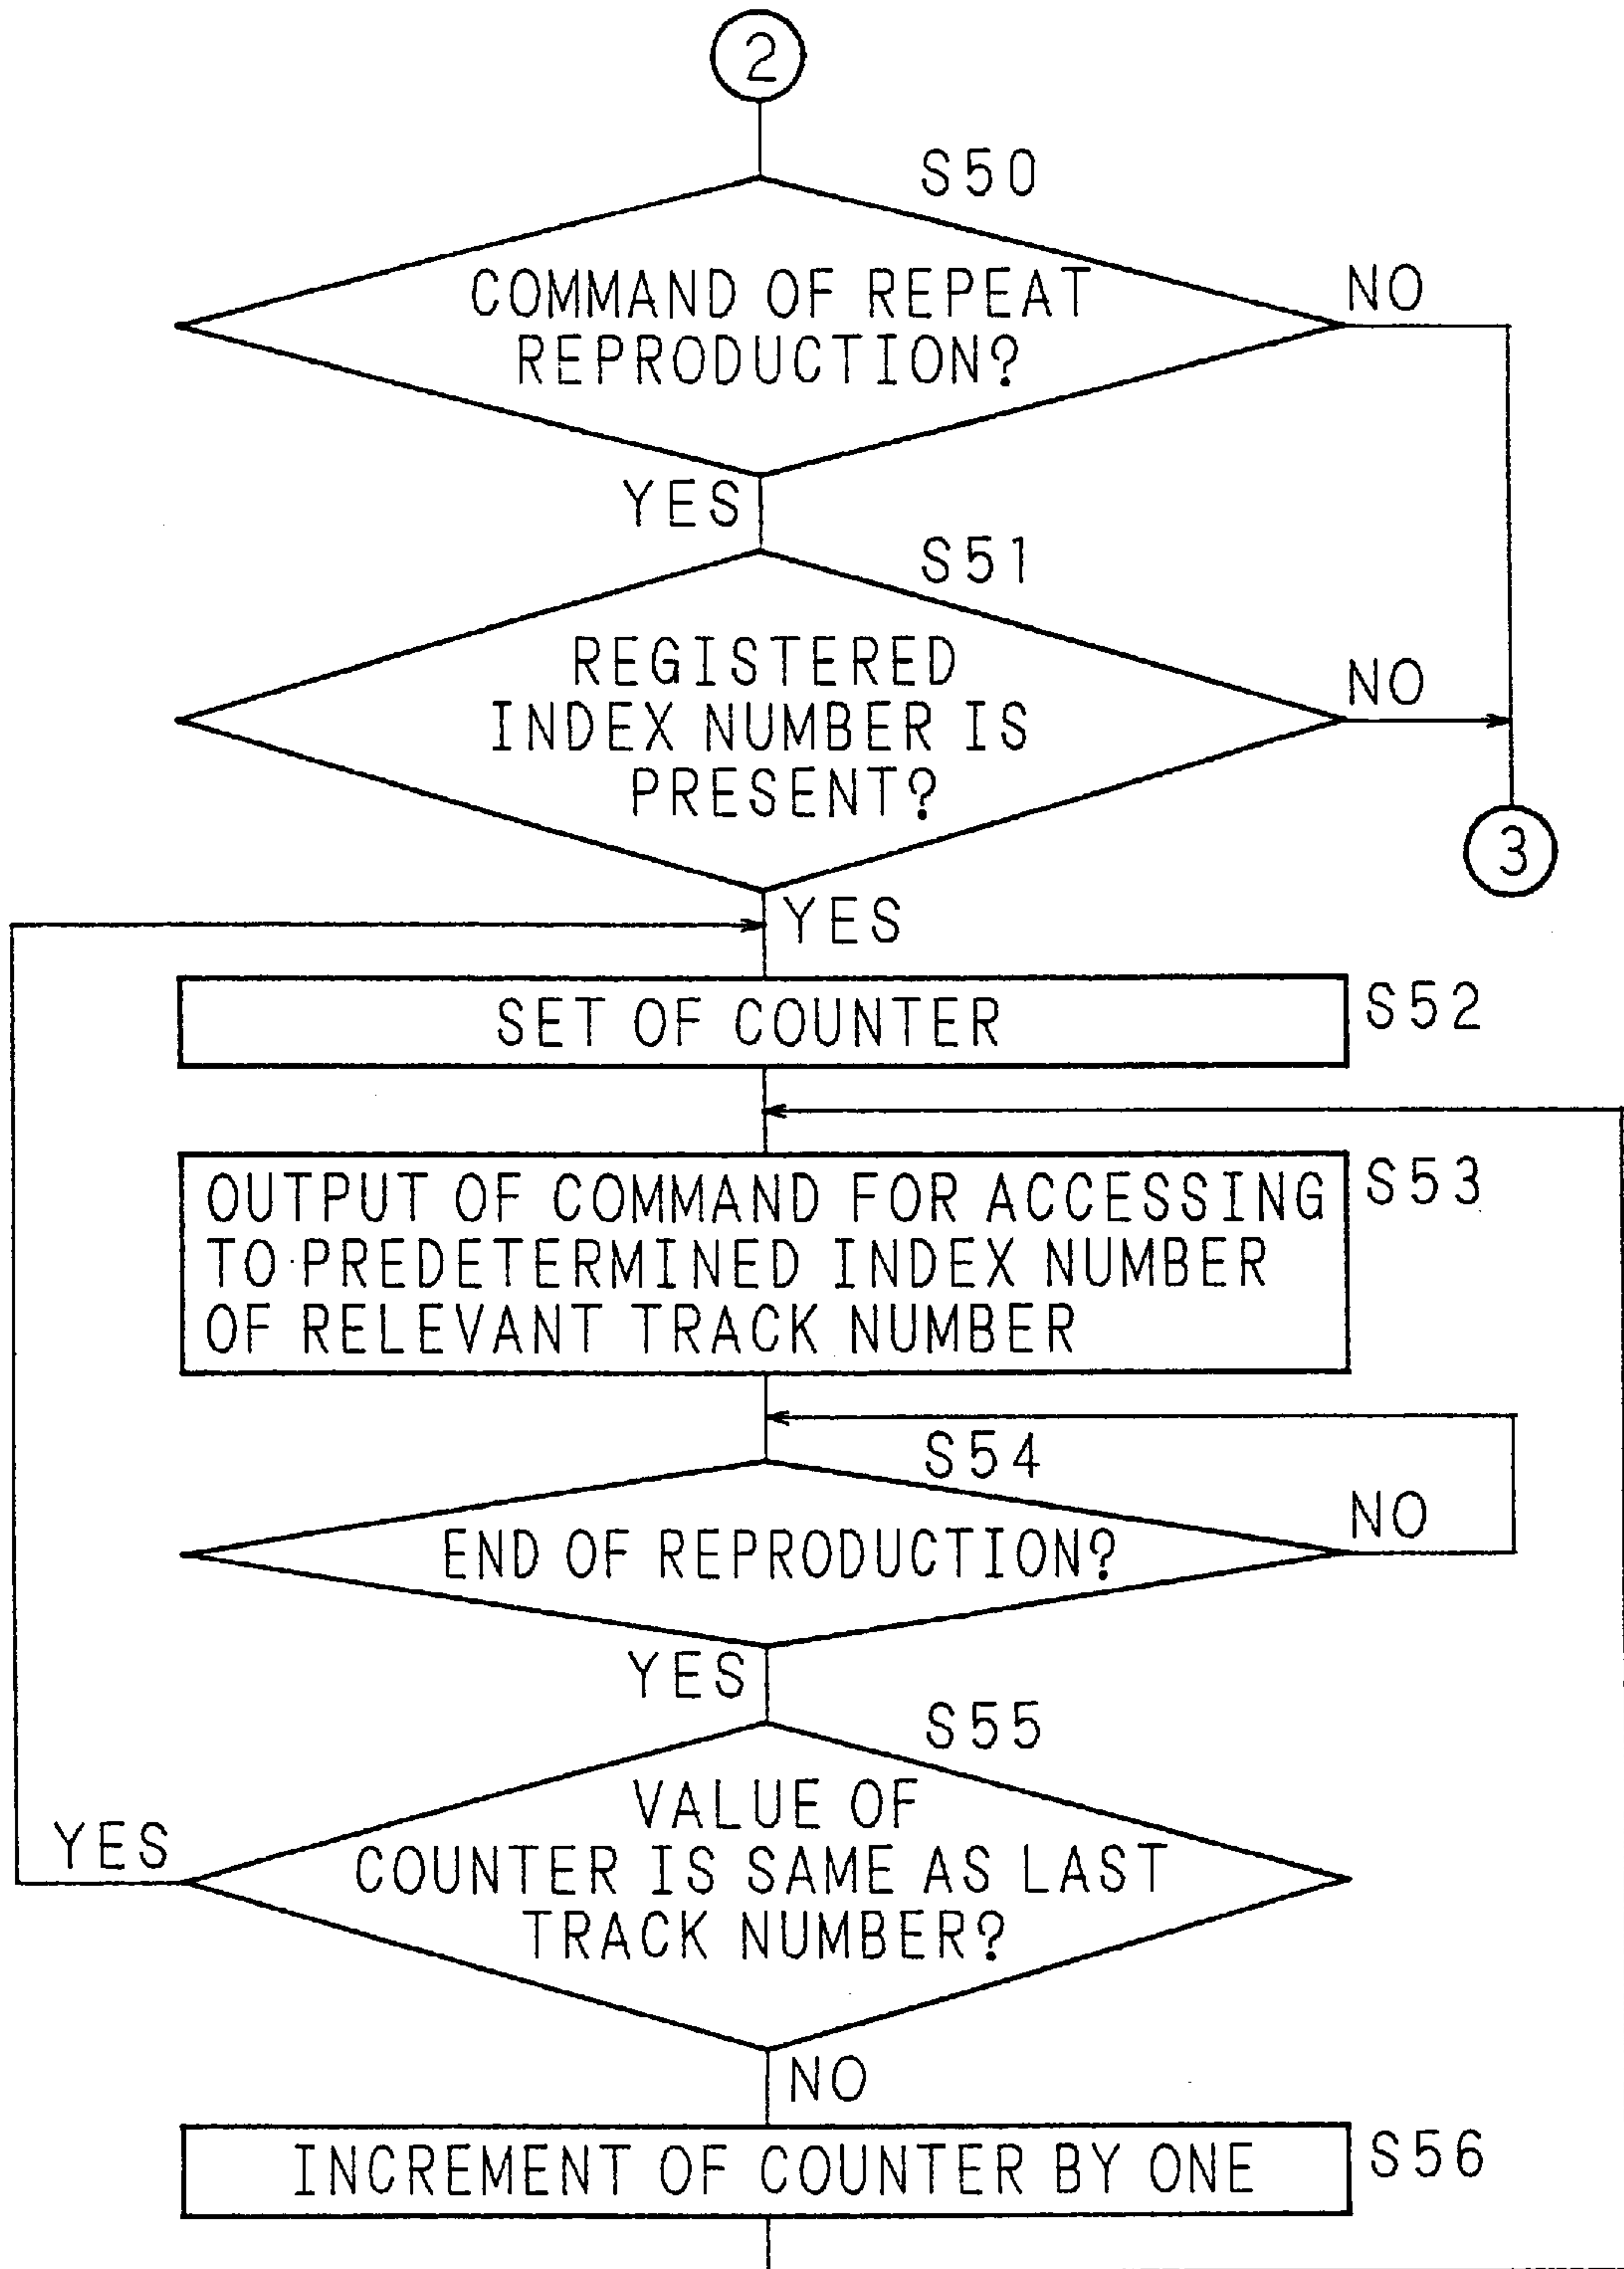 2
S50
COMMAND OF REPEAT
REPRODUCTION?
NO
YES
S51
REGISTERED
INDEX NUMBER IS
PRESENT?
NO
3
YES
SET OF COUNTER
S52
OUTPUT OF COMMAND FOR ACCESSING
TO PREDETERMINED INDEX NUMBER
OF RELEVANT TRACK NUMBER
S53
S54
END OF REPRODUCTION?
NO
YES
S55
VALUE OF
COUNTER IS SAME AS LAST
TRACK NUMBER?
YES
NO
INCREMENT OF COUNTER BY ONE
S56